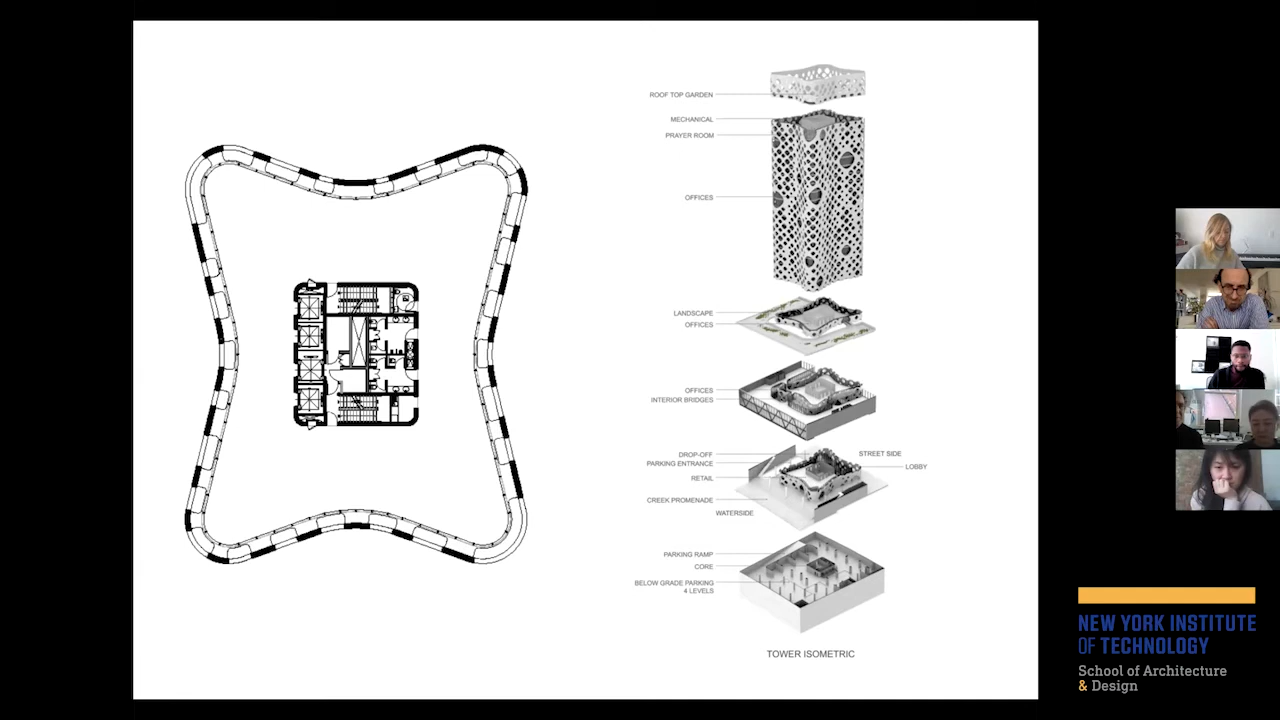 ROOF TOP GARDEN
MECHANICAL
PRAYER ROOM
OFFICES
LANDSCAPE
OFFICES
OFFICES
INTERIOR BRIDGES
DROP-OFF
STREET SIDE
PARKING ENTRANCE
LOBBY
RETAIL
CREEK PROMENADE
WATERSIDE
PARKING RAMP
CORE
BELOW GRADE PARKING
4 LEVELS
TOWER ISOMETRIC
NEW YORK INSTITUTE
OF TECHNOLOGY
School of Architecture
& Design